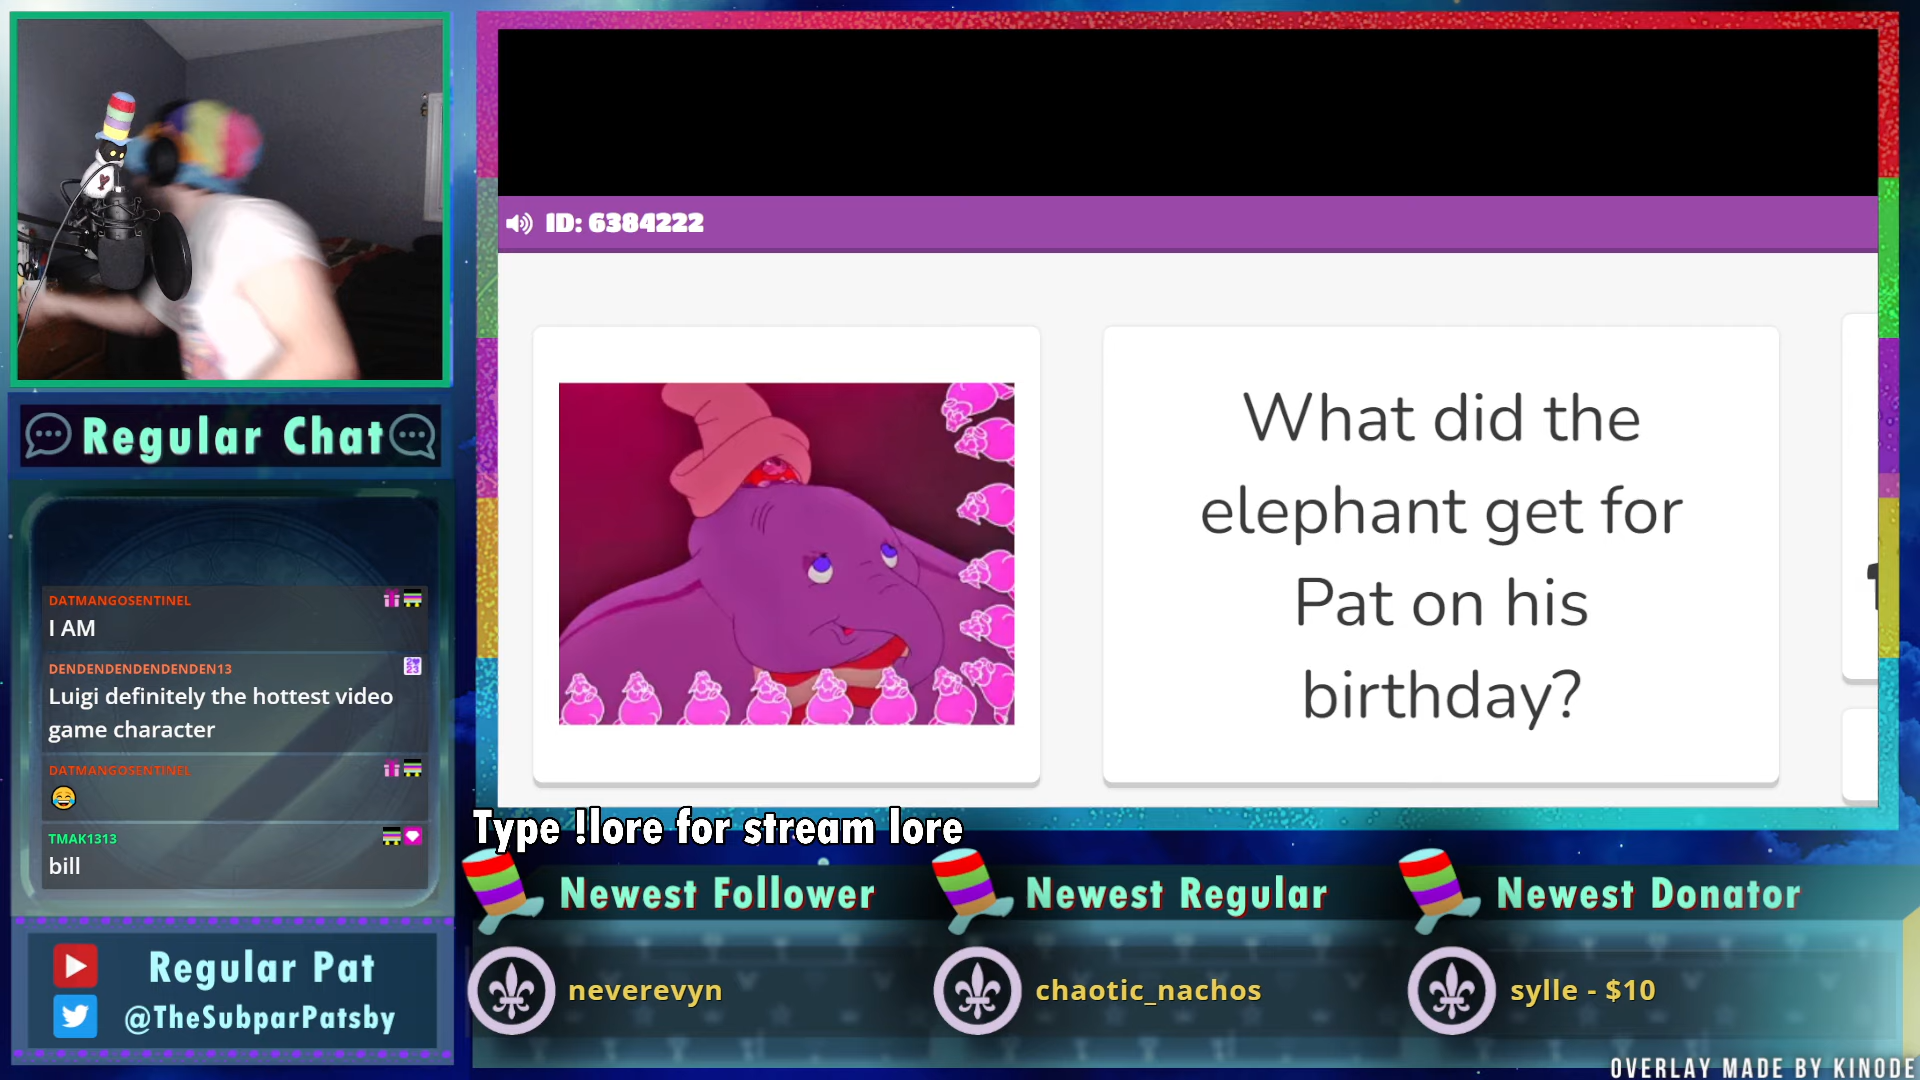 ID: 6384222
What did the
elephant get for
Pat on his
birthday?
Regular Chat
DATMANGOSENTINEL
I AM
DENDENDENDENDENDEN13
Luigi definitely the hottest video
game character
DATMANGOSENTINEL
😂
TMAK1313
bill
Regular Pat
@TheSubparPatsby
Type !lore for stream lore
Newest Follower
neverevyn
Newest Regular
chaotic_nachos
Newest Donator
sylle - $10
OVERLAY MADE BY KINODE